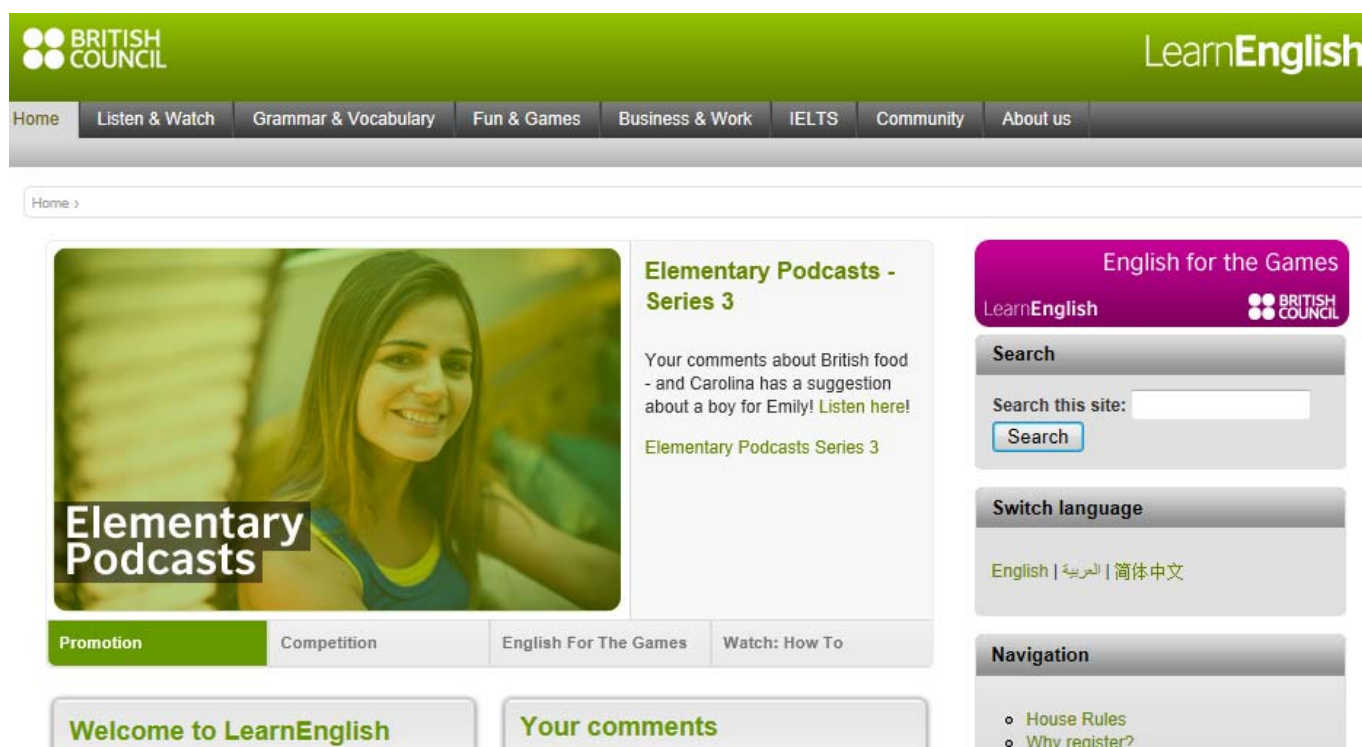 BRITISH
COUNCIL
LearnEnglish
Home Listen & Watch Grammar & Vocabulary Fun & Games Business & Work IELTS Community About us
Home ›
Elementary
Podcasts
Elementary Podcasts -
Series 3
Your comments about British food
- and Carolina has a suggestion
about a boy for Emily! Listen here!
Elementary Podcasts Series 3
Promotion Competition English For The Games Watch: How To
Welcome to LearnEnglish
Your comments
English for the Games
LearnEnglish
BRITISH
COUNCIL
Search
Search this site:
Search
Switch language
English | العربية | 简体中文
Navigation
House Rules
Why register?